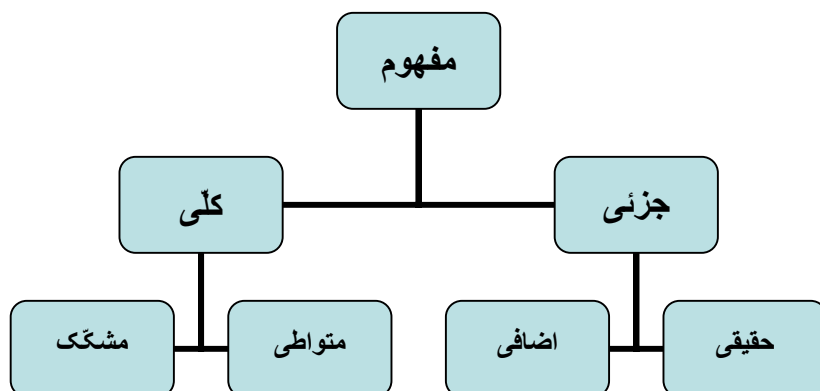 مفهوم
جزئی
کلّی
حقیقی
اضافی
متواطی
مشکّک